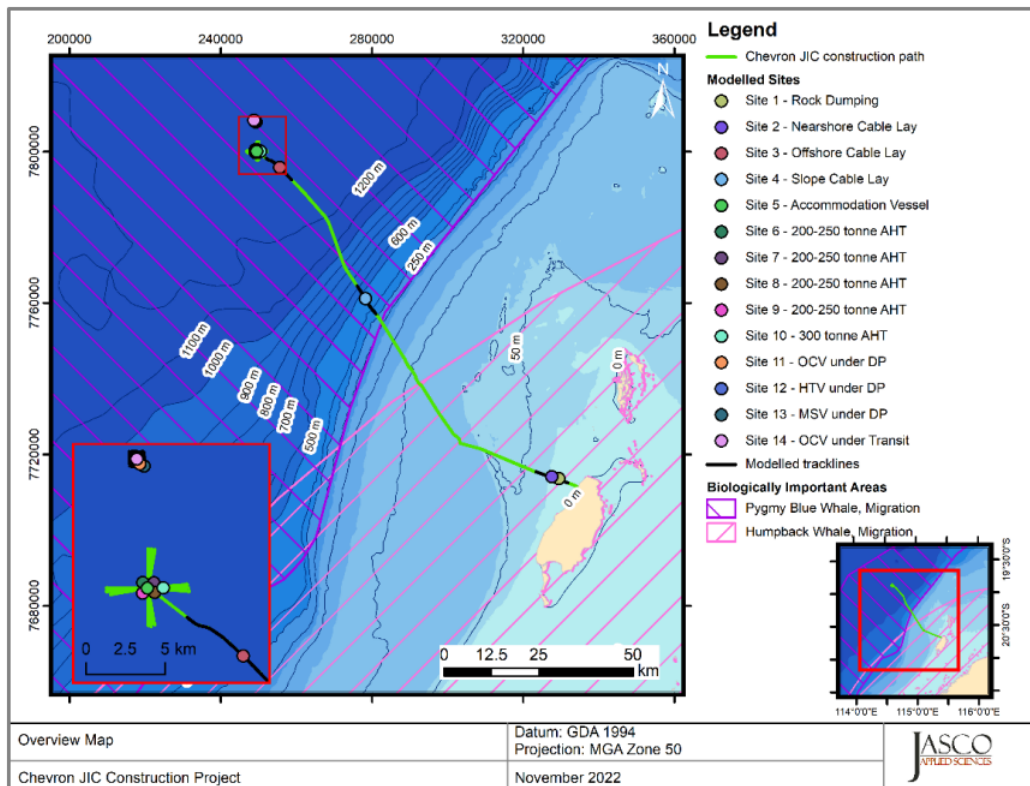 200000 240000 280000 320000 360000
7800000
7760000
7720000
7680000
N
1200 m
600 m
250 m
1100 m
1000 m
900 m
800 m
700 m
500 m
50 m
0 m
0 m
0 2.5 5 km
0 12.5 25 50
km
Legend
Chevron JIC construction path
Modelled Sites
Site 1 - Rock Dumping
Site 2 - Nearshore Cable Lay
Site 3 - Offshore Cable Lay
Site 4 - Slope Cable Lay
Site 5 - Accommodation Vessel
Site 6 - 200-250 tonne AHT
Site 7 - 200-250 tonne AHT
Site 8 - 200-250 tonne AHT
Site 9 - 200-250 tonne AHT
Site 10 - 300 tonne AHT
Site 11 - OCV under DP
Site 12 - HTV under DP
Site 13 - MSV under DP
Site 14 - OCV under Transit
Modelled tracklines
Biologically Important Areas
Pygmy Blue Whale, Migration
Humpback Whale, Migration
19°30'S
20°30'S
114°0'0"E 115°0'0"E 116°0'0"E
Overview Map
Datum: GDA 1994
Projection: MGA Zone 50
Chevron JIC Construction Project
November 2022
JASCO
APPLIED SCIENCES